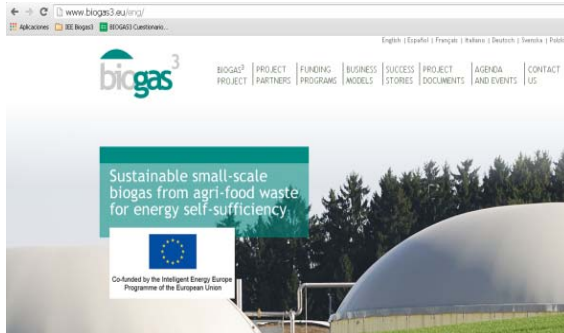 www.biogas3.eu/eng/
Aplicaciones IEE Biogas3 BIOGAS3 Cuestionario...
English | Español | Français | Italiano | Deutsch | Svenska | Polski
biogas3
BIOGAS3 PROJECT
PROJECT PARTNERS
FUNDING PROGRAMS
BUSINESS MODELS
SUCCESS STORIES
PROJECT DOCUMENTS
AGENDA AND EVENTS
CONTACT US
Sustainable small-scale
biogas from agri-food waste
for energy self-sufficiency
Co-funded by the Intelligent Energy Europe
Programme of the European Union